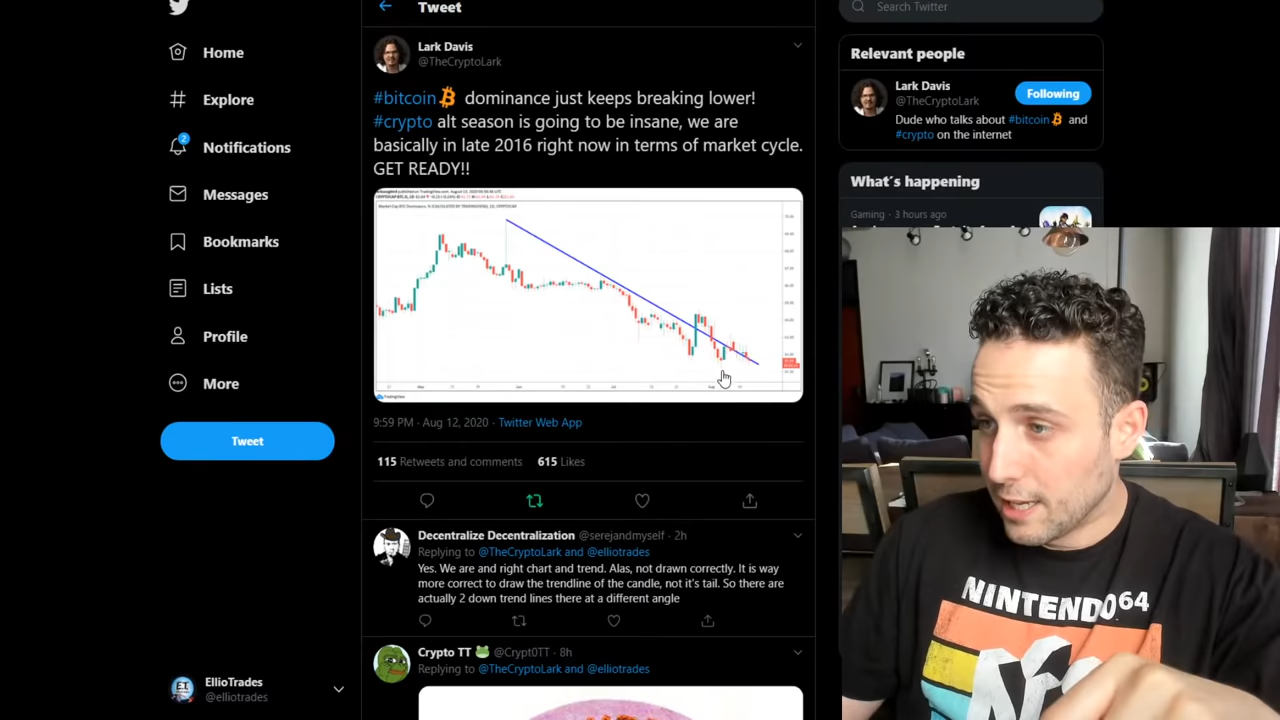 Tweet
Search Twitter
Home
Explore
2
Notifications
Messages
Bookmarks
Lists
Profile
More
Tweet
EllioTrades
@elliotrades
Lark Davis
@TheCryptoLark
#bitcoin dominance just keeps breaking lower!
#crypto alt season is going to be insane, we are
basically in late 2016 right now in terms of market cycle.
GET READY!!
TradingView
9:59 PM · Aug 12, 2020 · Twitter Web App
115 Retweets and comments 615 Likes
Decentralize Decentralization @serejandmyself · 2h
Replying to @TheCryptoLark and @elliotrades
Yes. We are and right chart and trend. Alas, not drawn correctly. It is way
more correct to draw the trendline of the candle, not it's tail. So there are
actually 2 down trend lines there at a different angle
Crypto TT @Crypt0TT · 8h
Replying to @TheCryptoLark and @elliotrades
Relevant people
Lark Davis
@TheCryptoLark
Following
Dude who talks about #bitcoin and
#crypto on the internet
What's happening
Gaming · 3 hours ago
NINTENDO64